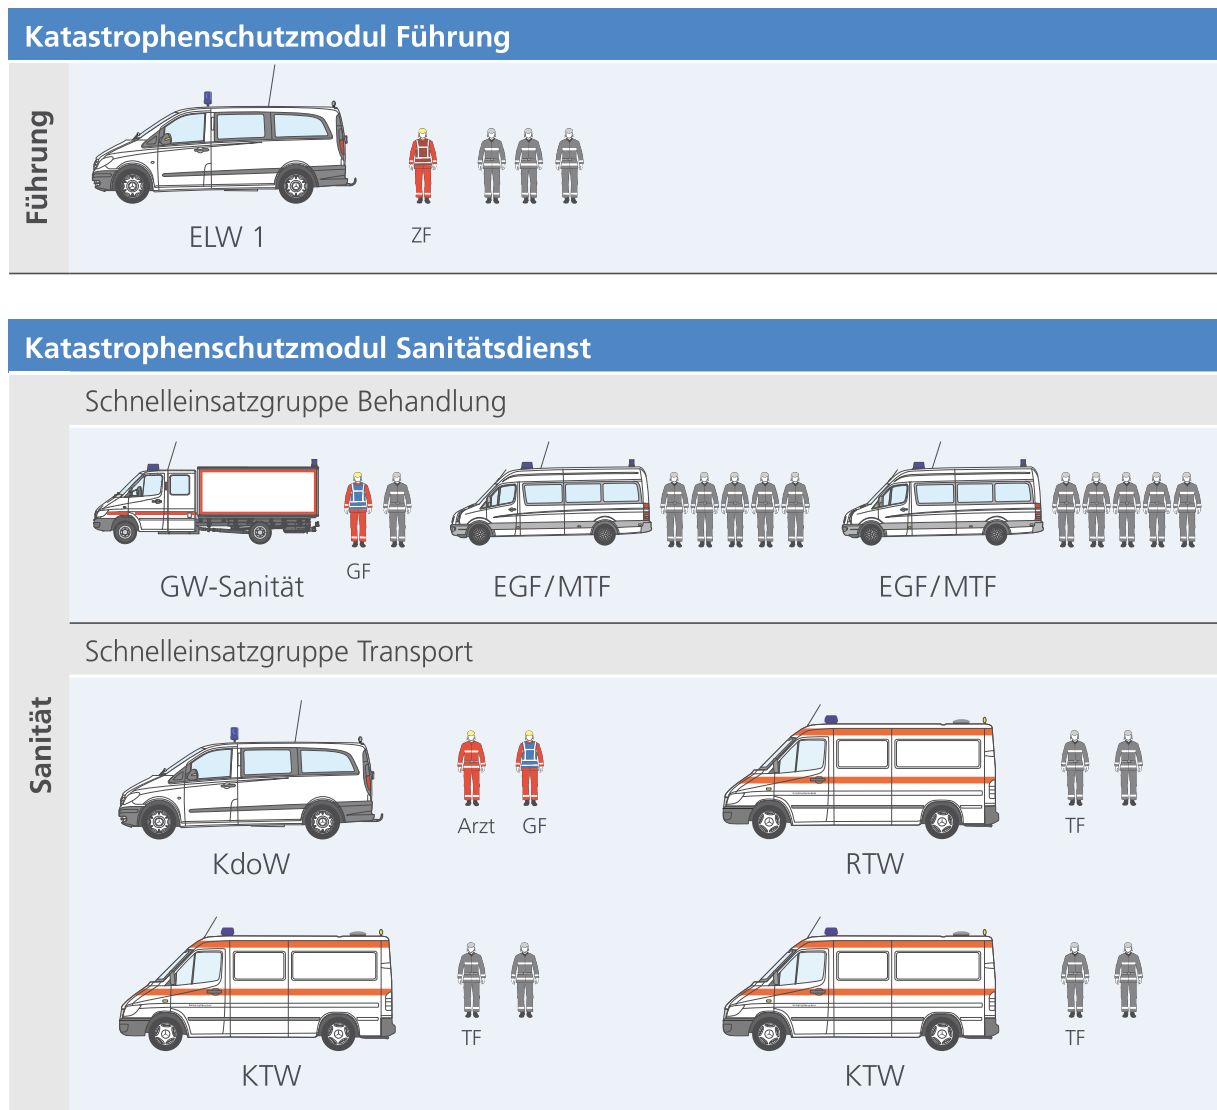 Katastrophenschutzmodul Führung
Führung
ELW 1
ZF
Katastrophenschutzmodul Sanitätsdienst
Sanität
Schnelleinsatzgruppe Behandlung
GW-Sanität
GF
EGF/MTF
EGF/MTF
Schnelleinsatzgruppe Transport
KdoW
Arzt
GF
RTW
TF
KTW
TF
KTW
TF